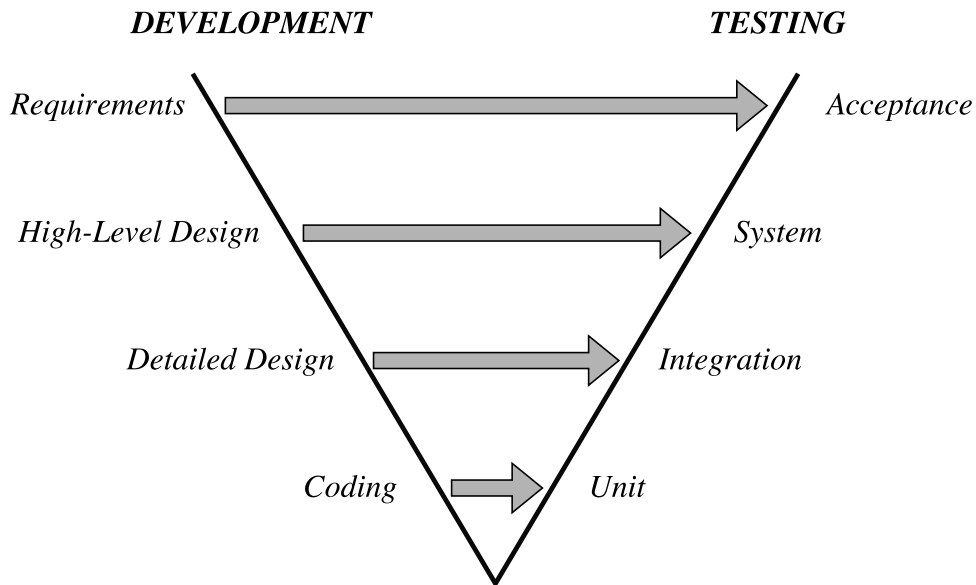 DEVELOPMENT TESTING
Requirements Acceptance
High-Level Design System
Detailed Design Integration
Coding Unit